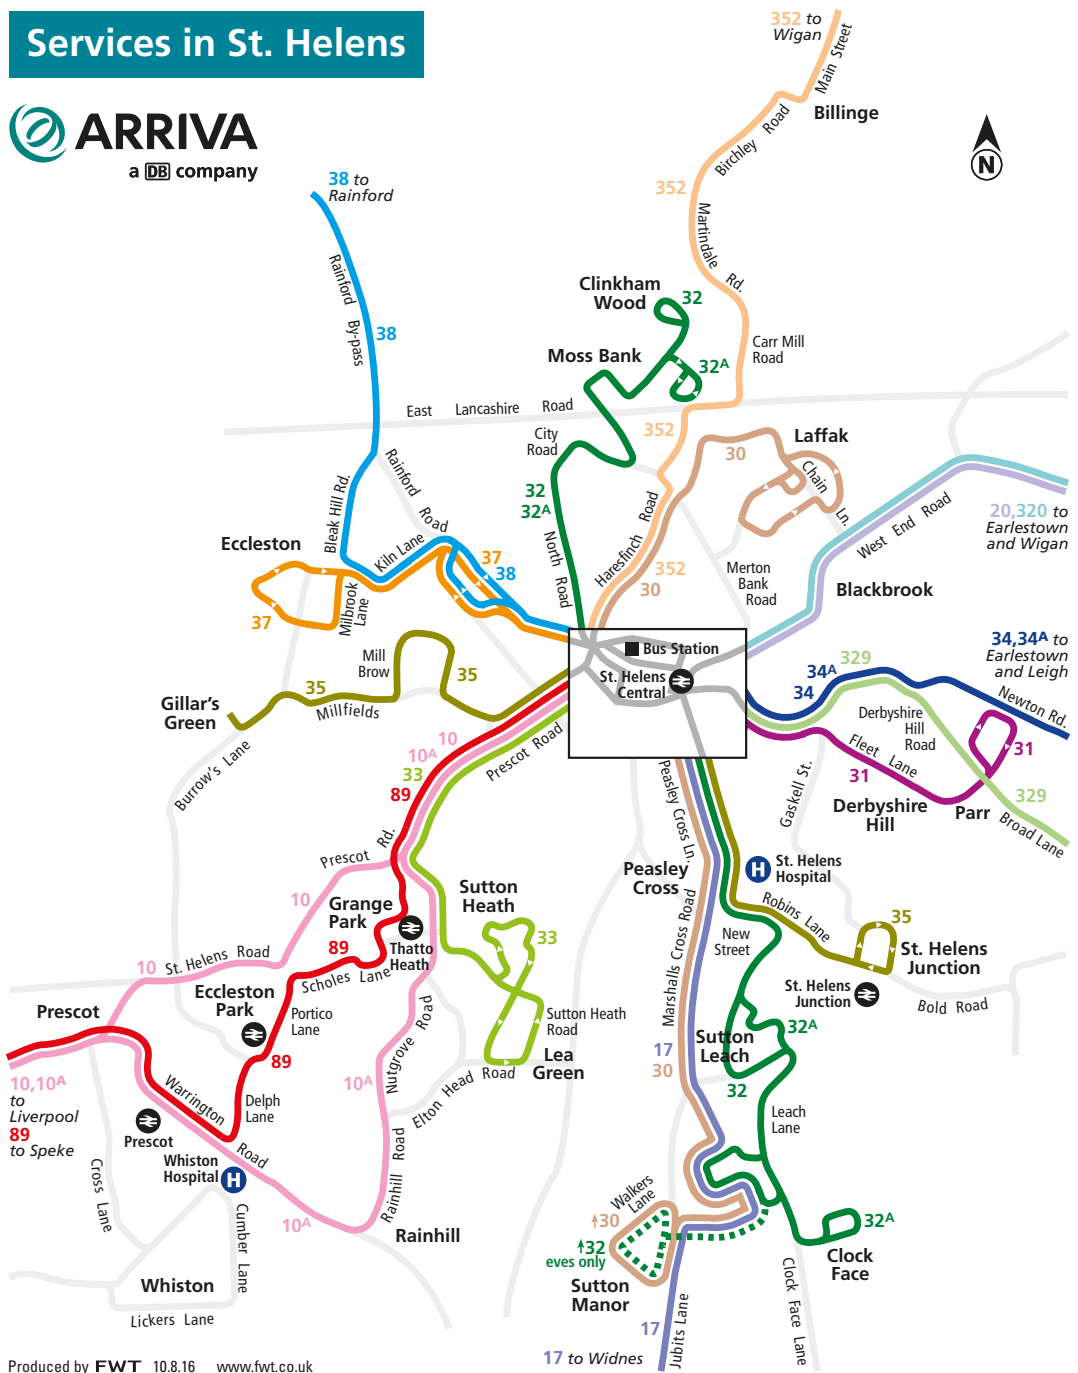 Services in St. Helens
ARRIVA
a DB company
352 to
Wigan
Main Street
Billinge
Birchley Road
352
Martindale Rd.
N
38 to
Rainford
Rainford By-pass
38
Clinkham
Wood
32
Moss Bank
32A
Carr Mill
Road
East Lancashire Road
City
Road
352
30
Laffak
Chain Ln.
Rainford Road
Bleak Hill Rd.
32
32A
North Road
Haresfinch Road
352
30
Merton
Bank
Road
West End Road
20,320 to
Earlestown
and Wigan
Blackbrook
Eccleston
Kiln Lane
37
38
37
Milbrook
Lane
Bus Station
St. Helens
Central
34,34A to
Earlestown
and Leigh
Newton Rd.
329
34A
34
Mill
Brow
35
35
Gillar's
Green
Millfields
Burrow's Lane
10
10A
33
89
Prescot Road
Derbyshire
Hill
Road
Fleet Lane
31
31
Derbyshire
Hill
Parr
329
Broad Lane
Gaskell St.
Peasley Cross Ln.
Peasley
Cross
H
St. Helens
Hospital
Prescot Rd.
10
Grange
Park
Sutton
Heath
33
Thatto
Heath
89
Scholes Lane
10
St. Helens Road
Robins Lane
35
St. Helens
Junction
St. Helens
Junction
Bold Road
New
Street
Marshalls Cross Road
Prescot
Eccleston
Park
Portico
Lane
Sutton Heath
Road
Lea
Green
32A
Sutton
Leach
17
30
32
89
10,10A
to
Liverpool
89
to Speke
Warrington Road
Delph
Lane
10A
Nutgrove Road
Elton Head Road
Leach
Lane
Prescot
Whiston
Hospital
H
Cross Lane
Cumber Lane
10A
Rainhill Road
Rainhill
Walkers
Lane
30
32
eves only
Sutton
Manor
32A
Clock
Face
Clock Face Lane
Whiston
Lickers Lane
17
Jubits Lane
17 to Widnes
Produced by FWT 10.8.16 www.fwt.co.uk